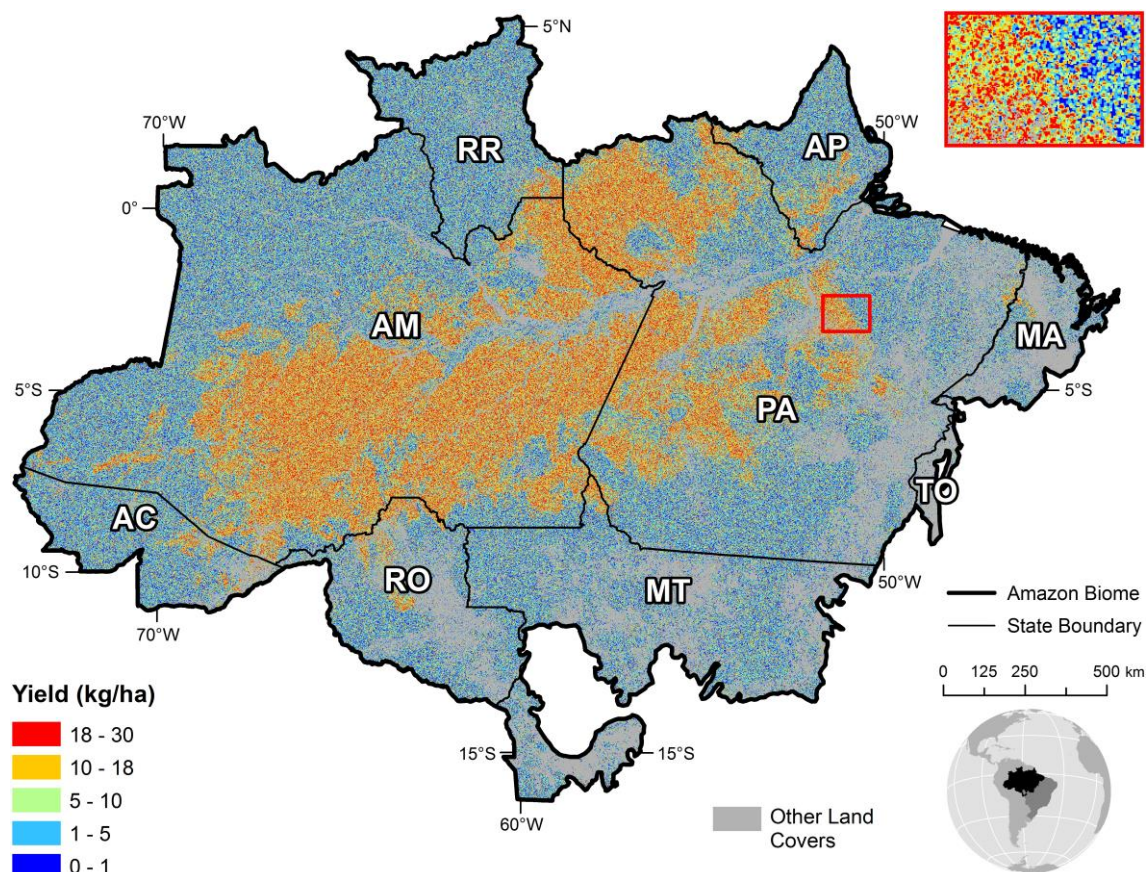 5°N
70°W
50°W
RR
AP
0°
AM
MA
5°S
5°S
PA
TO
AC
10°S
RO
MT
50°W
70°W
Amazon Biome
State Boundary
0 125 250 500 km
Yield (kg/ha)
18 - 30
10 - 18
5 - 10
1 - 5
0 - 1
15°S
15°S
60°W
Other Land
Covers